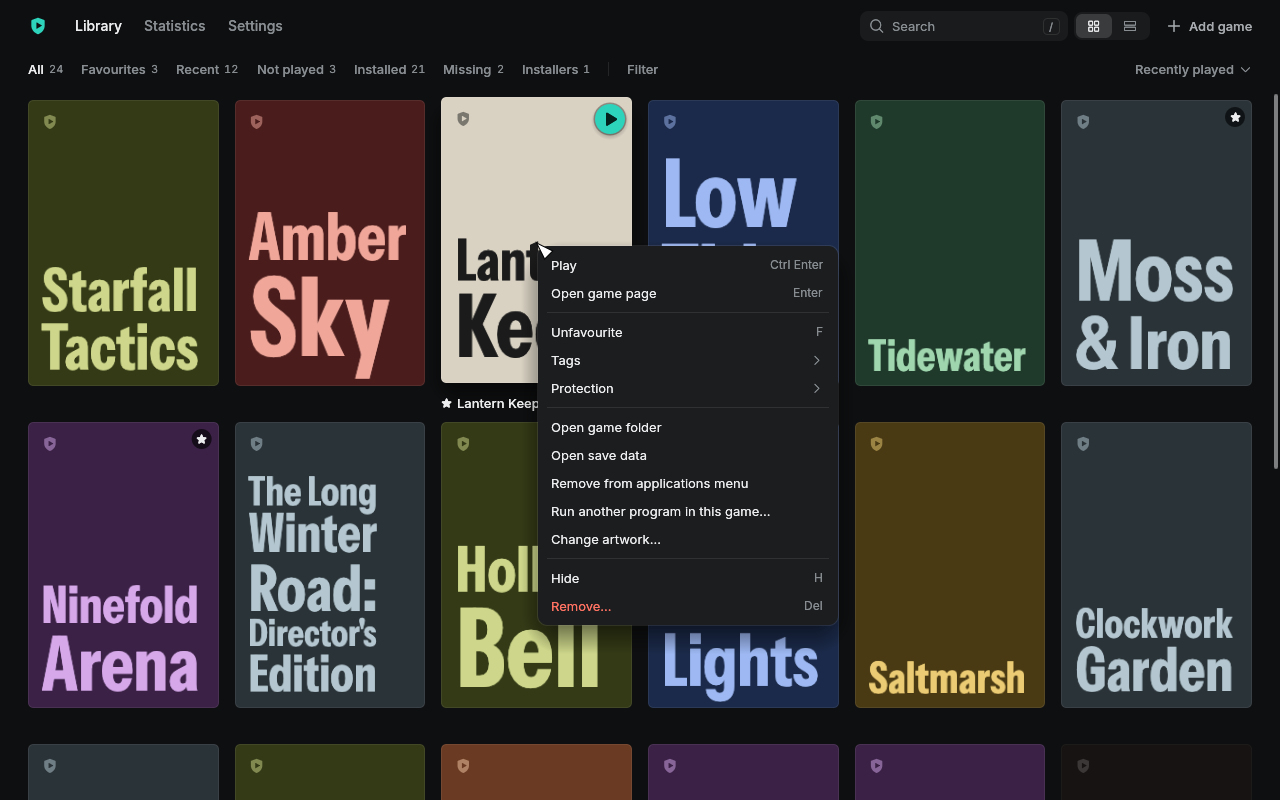 Library Statistics Settings
Search /
Add game
All 24 Favourites 3 Recent 12 Not played 3 Installed 21 Missing 2 Installers 1 Filter
Recently played
Starfall
Tactics
Amber
Sky
Low
Tidewater
Moss
& Iron
Lantern Keep
Play Ctrl Enter
Open game page Enter
Unfavourite F
Tags
Protection
Open game folder
Open save data
Remove from applications menu
Run another program in this game...
Change artwork...
Hide H
Remove... Del
Ninefold
Arena
The Long
Winter
Road:
Director's
Edition
Bell
Lights
Saltmarsh
Clockwork
Garden